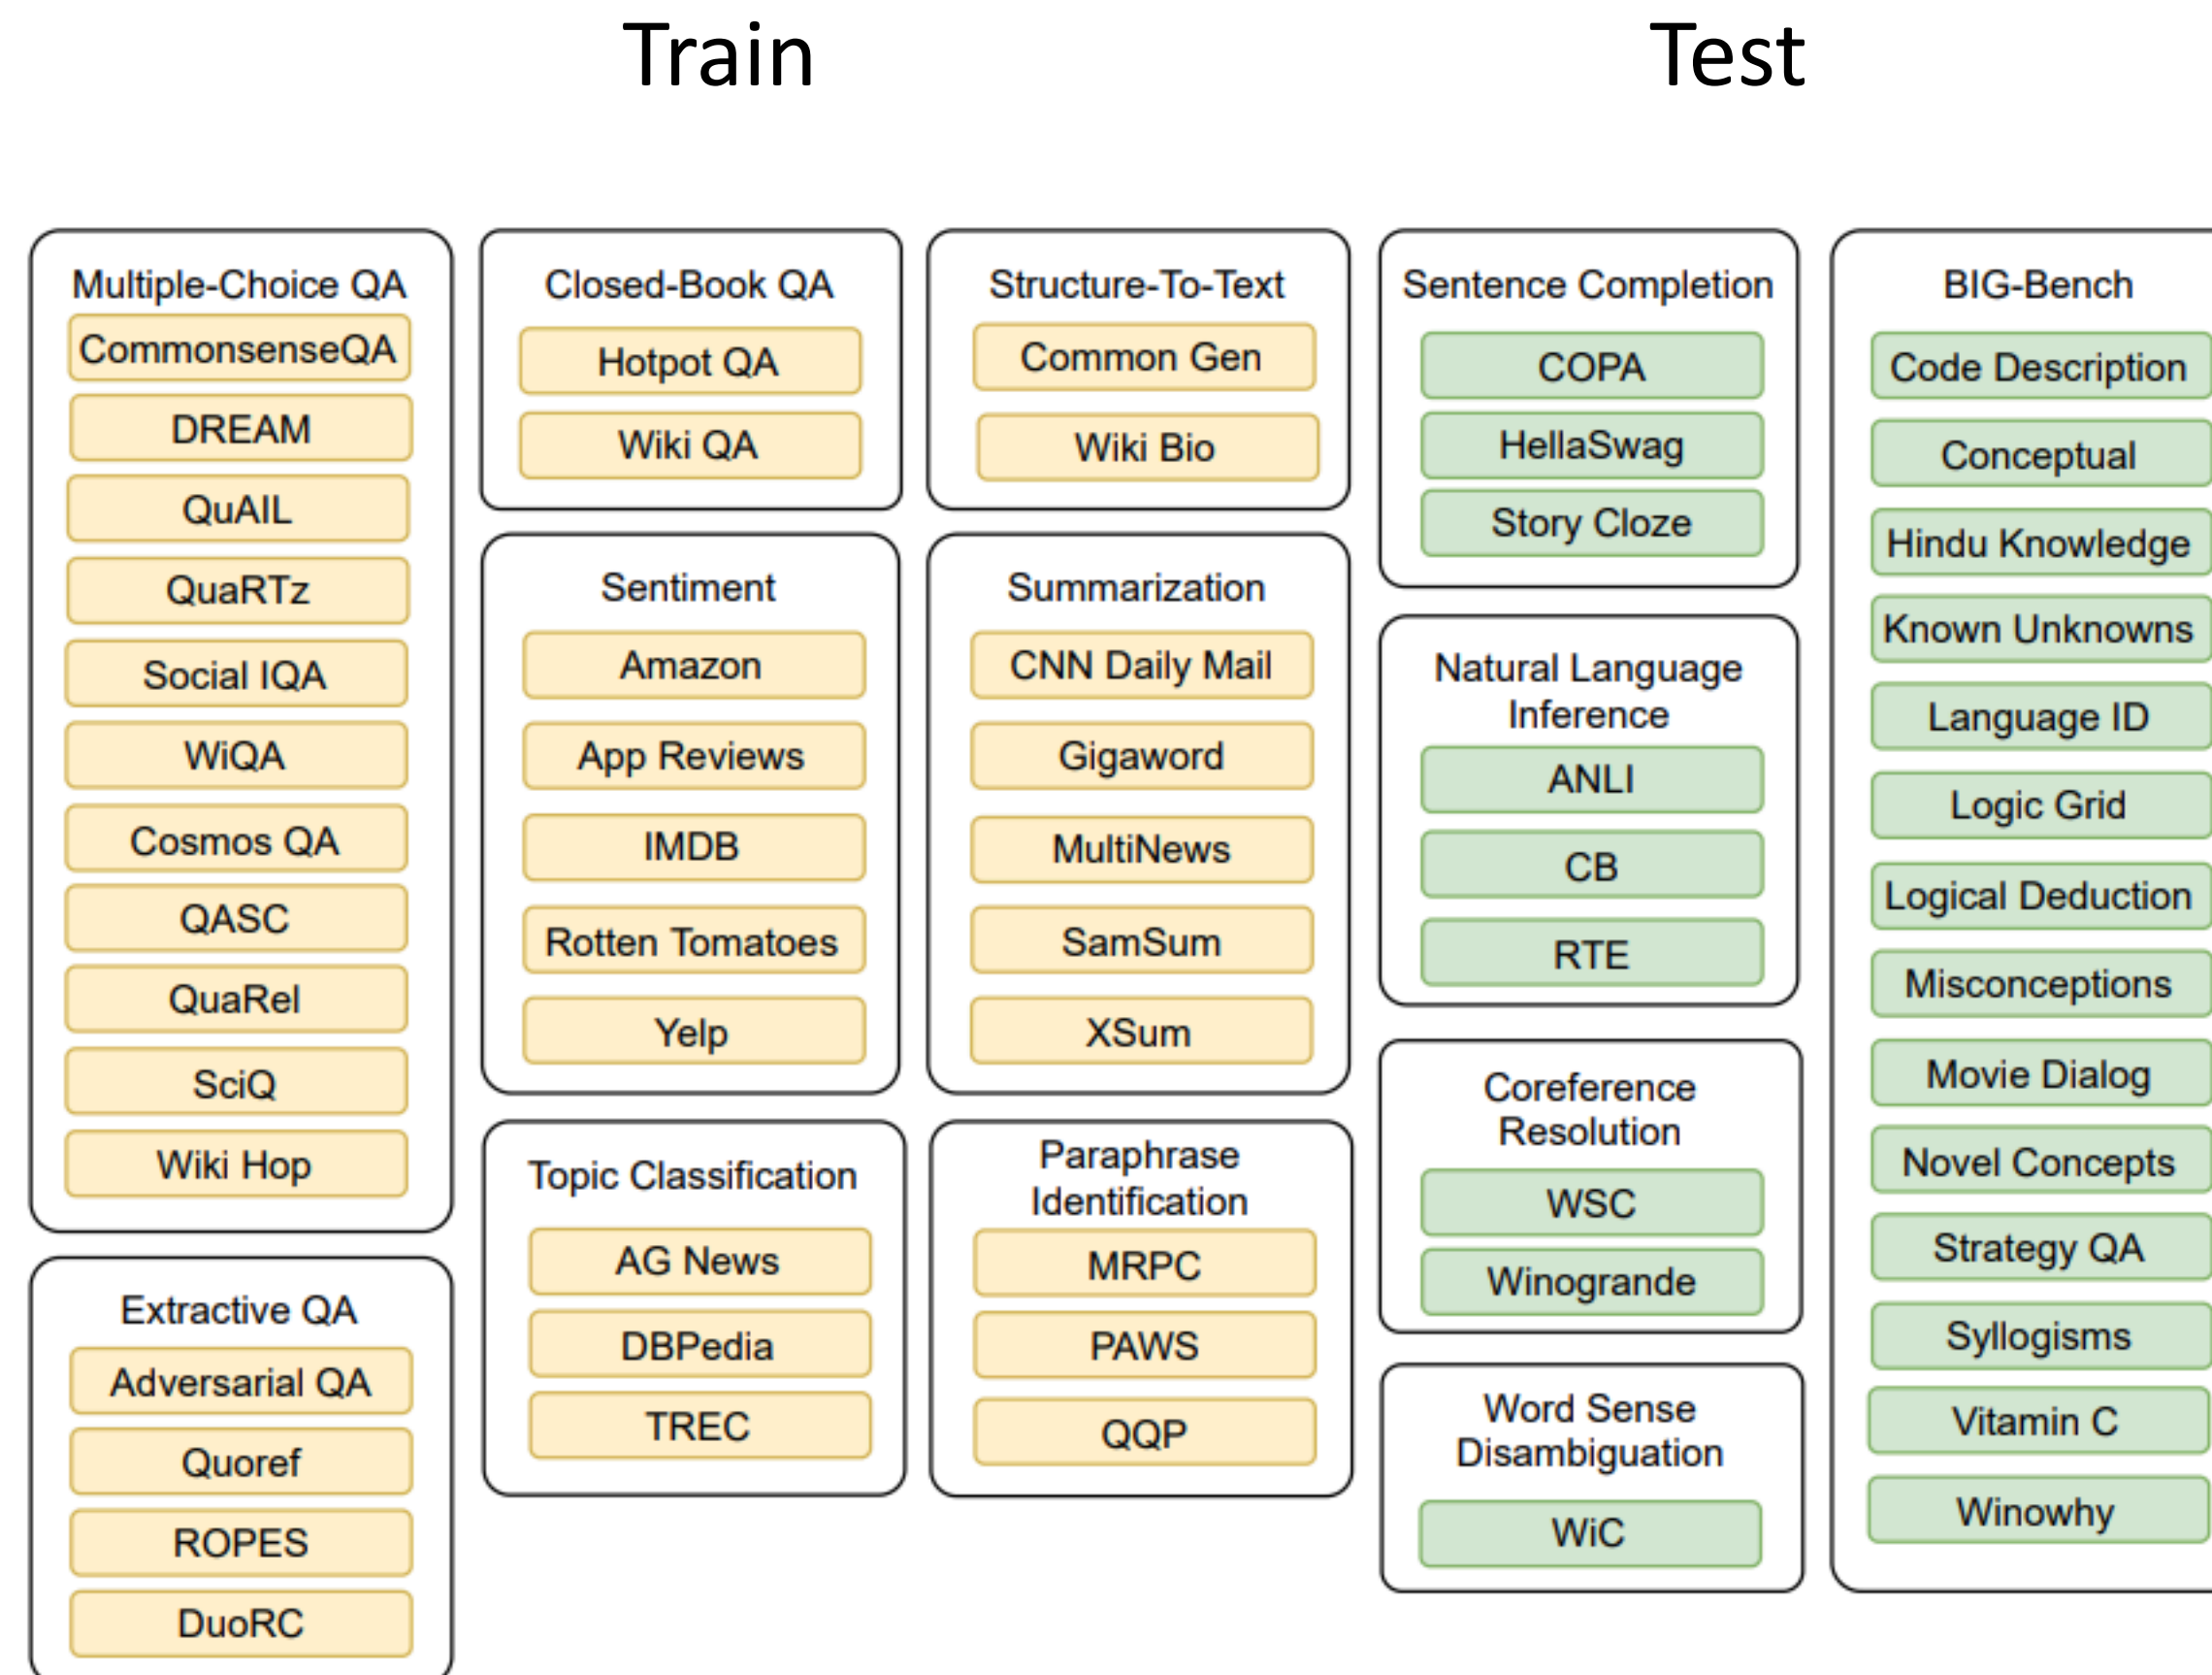 Train
Test
Multiple-Choice QA
CommonsenseQA
DREAM
QuAIL
QuaRTz
Social IQA
WiQA
Cosmos QA
QASC
QuaRel
SciQ
Wiki Hop
Extractive QA
Adversarial QA
Quoref
ROPES
DuoRC
Closed-Book QA
Hotpot QA
Wiki QA
Sentiment
Amazon
App Reviews
IMDB
Rotten Tomatoes
Yelp
Topic Classification
AG News
DBPedia
TREC
Structure-To-Text
Common Gen
Wiki Bio
Summarization
CNN Daily Mail
Gigaword
MultiNews
SamSum
XSum
Paraphrase
Identification
MRPC
PAWS
QQP
Sentence Completion
COPA
HellaSwag
Story Cloze
Natural Language
Inference
ANLI
CB
RTE
Coreference
Resolution
WSC
Winogrande
Word Sense
Disambiguation
WiC
BIG-Bench
Code Description
Conceptual
Hindu Knowledge
Known Unknowns
Language ID
Logic Grid
Logical Deduction
Misconceptions
Movie Dialog
Novel Concepts
Strategy QA
Syllogisms
Vitamin C
Winowhy